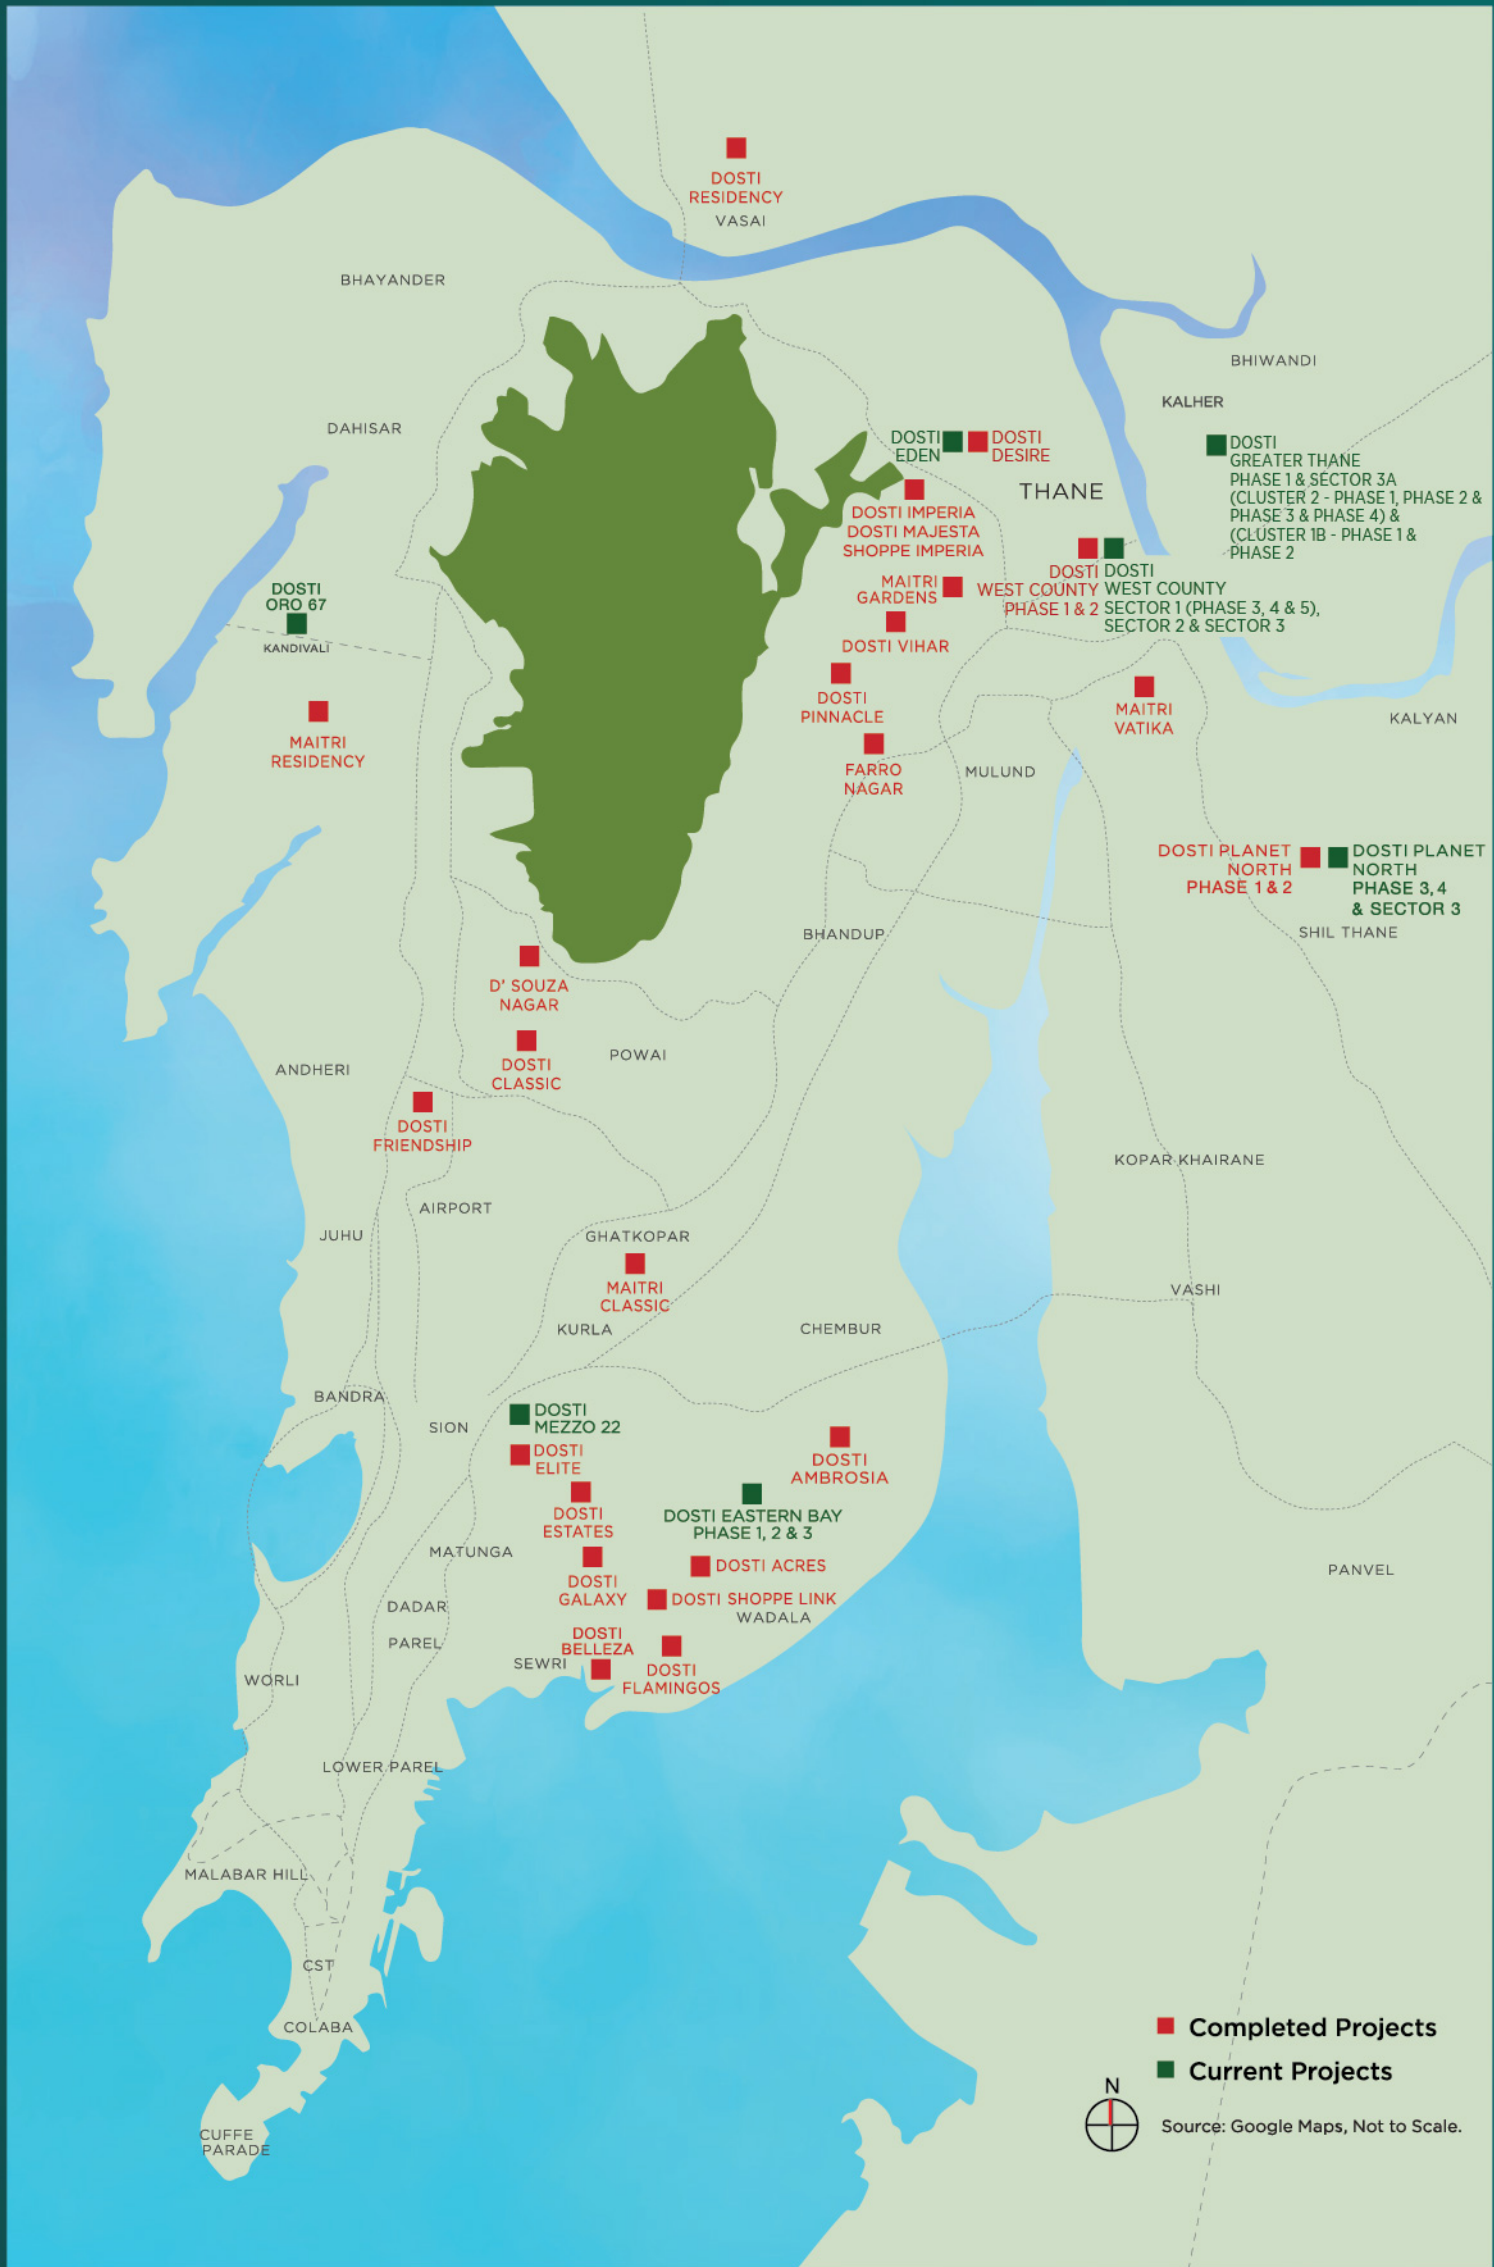 DOSTI
RESIDENCY
VASAI
BHAYANDER
BHIWANDI
KALHER
DAHISAR
DOSTI
EDEN
DOSTI
DESIRE
DOSTI
GREATER THANE
PHASE 1 & SECTOR 3A
(CLUSTER 2 - PHASE 1, PHASE 2 &
PHASE 3 & PHASE 4) &
(CLUSTER 1B - PHASE 1 &
PHASE 2
THANE
DOSTI IMPERIA
DOSTI MAJESTA
SHOPPE IMPERIA
DOSTI
WEST COUNTY
PHASE 1 & 2
DOSTI
WEST COUNTY
SECTOR 1 (PHASE 3, 4 & 5),
SECTOR 2 & SECTOR 3
MAITRI
GARDENS
DOSTI
ORO 67
KANDIVALI
DOSTI VIHAR
DOSTI
PINNACLE
MAITRI
VATIKA
KALYAN
MAITRI
RESIDENCY
FARRO
NAGAR
MULUND
DOSTI PLANET
NORTH
PHASE 1 & 2
DOSTI PLANET
NORTH
PHASE 3, 4
& SECTOR 3
SHIL THANE
BHANDUP
D' SOUZA
NAGAR
POWAI
ANDHERI
DOSTI
CLASSIC
DOSTI
FRIENDSHIP
KOPAR KHAIRANE
AIRPORT
JUHU
GHATKOPAR
MAITRI
CLASSIC
VASHI
KURLA
CHEMBUR
BANDRA
SION
DOSTI
MEZZO 22
DOSTI
ELITE
DOSTI
AMBROSIA
DOSTI
ESTATES
DOSTI EASTERN BAY
PHASE 1, 2 & 3
MATUNGA
DOSTI ACRES
PANVEL
DOSTI
GALAXY
DOSTI SHOPPE LINK
WADALA
DADAR
PAREL
DOSTI
BELLEZA
SEWRI
DOSTI
FLAMINGOS
WORLI
LOWER PAREL
MALABAR HILL
CST
COLABA
CUFFE
PARADE
Completed Projects
Current Projects
N
Source: Google Maps, Not to Scale.